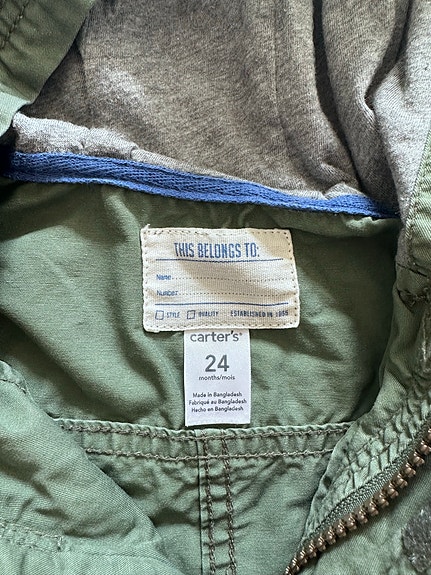 THIS BELONGS TO:
Name
Number
STYLE QUALITY ESTABLISHED IN 1865
carter's
24
months/mois
Made in Bangladesh
Fabriqué au Bangladesh
Hecho en Bangladesh